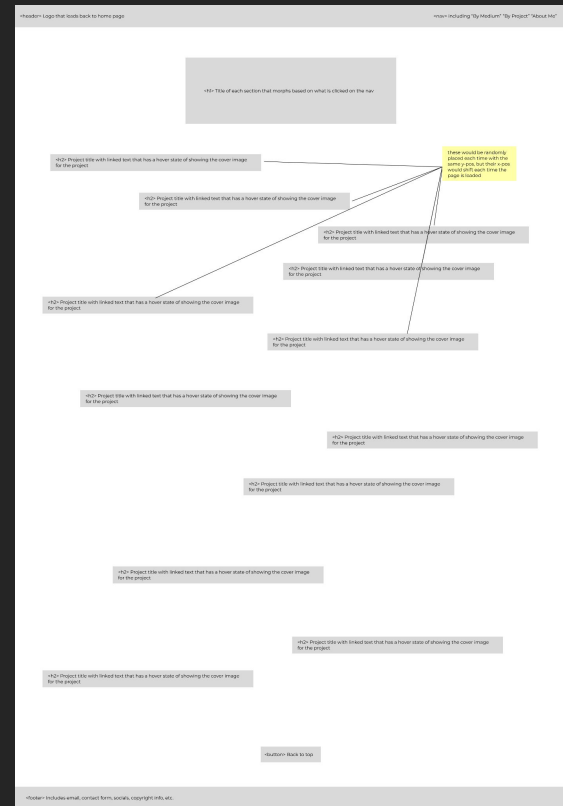 <header> Logo that leads back to home page.
<nav> including "By Medium" "By Project" "About Me"
<h1> Title of each section that morphs based on what is clicked on the nav
these would be randomly
placed each time with the
same y-pos, but their x-pos
would shift each time the
page is loaded.
<h2> Project title with linked text that has a hover state of showing the cover image
for the project
<h2> Project title with linked text that has a hover state of showing the cover image
for the project
<h2> Project title with linked text that has a hover state of showing the cover image
for the project
<h2> Project title with linked text that has a hover state of showing the cover image
for the project
<h2> Project title with linked text that has a hover state of showing the cover image
for the project
<h2> Project title with linked text that has a hover state of showing the cover image
for the project
<h2> Project title with linked text that has a hover state of showing the cover image
for the project
<h2> Project title with linked text that has a hover state of showing the cover image
for the project
<h2> Project title with linked text that has a hover state of showing the cover image
for the project
<h2> Project title with linked text that has a hover state of showing the cover image
for the project
<h2> Project title with linked text that has a hover state of showing the cover image
for the project
<h2> Project title with linked text that has a hover state of showing the cover image
for the project
<button> Back to top
<footer> Includes email, contact form, socials, copyright info, etc.